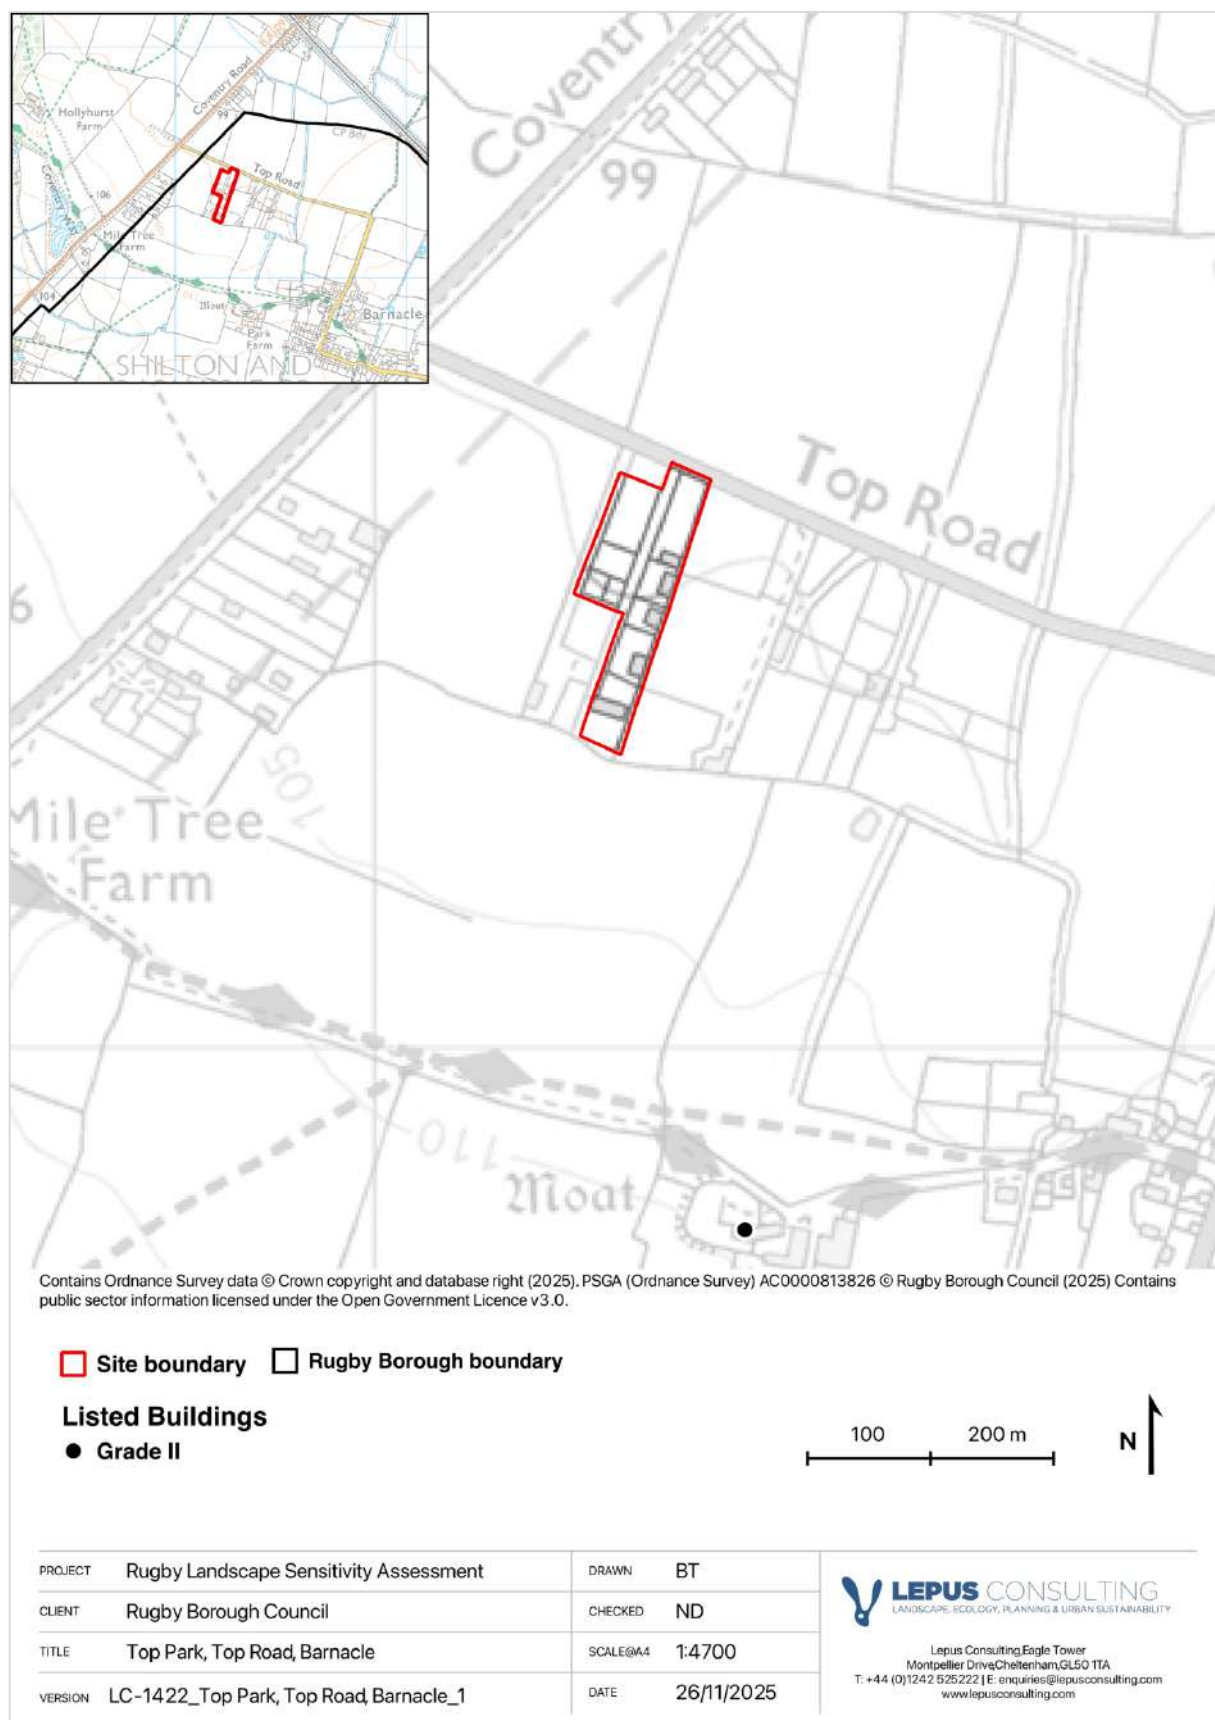 Hollyhurst
Farm
Coventry Road
99
CP Bdy
Top Road
106
Coventry Way
Mile Tree
Farm
104
Moat
Park
Farm
Barnacle
SHILTON AND
Coventry
99
Top Road
6
105
Mile Tree
Farm
110
Moat
Contains Ordnance Survey data © Crown copyright and database right (2025). PSGA (Ordnance Survey) AC0000813826 © Rugby Borough Council (2025) Contains
public sector information licensed under the Open Government Licence v3.0.
Site boundary Rugby Borough boundary
Listed Buildings
Grade II
100 200 m
N
PROJECT Rugby Landscape Sensitivity Assessment DRAWN BT
CLIENT Rugby Borough Council CHECKED ND
TITLE Top Park, Top Road, Barnacle SCALE@A4 1:4700
VERSION LC-1422_Top Park, Top Road, Barnacle_1 DATE 26/11/2025
LEPUS CONSULTING
LANDSCAPE, ECOLOGY, PLANNING & URBAN SUSTAINABILITY
Lepus Consulting,Eagle Tower
Montpellier Drive,Cheltenham,GL50 1TA
T: +44 (0)1242 525222 | E: enquiries@lepusconsulting.com
www.lepusconsulting.com